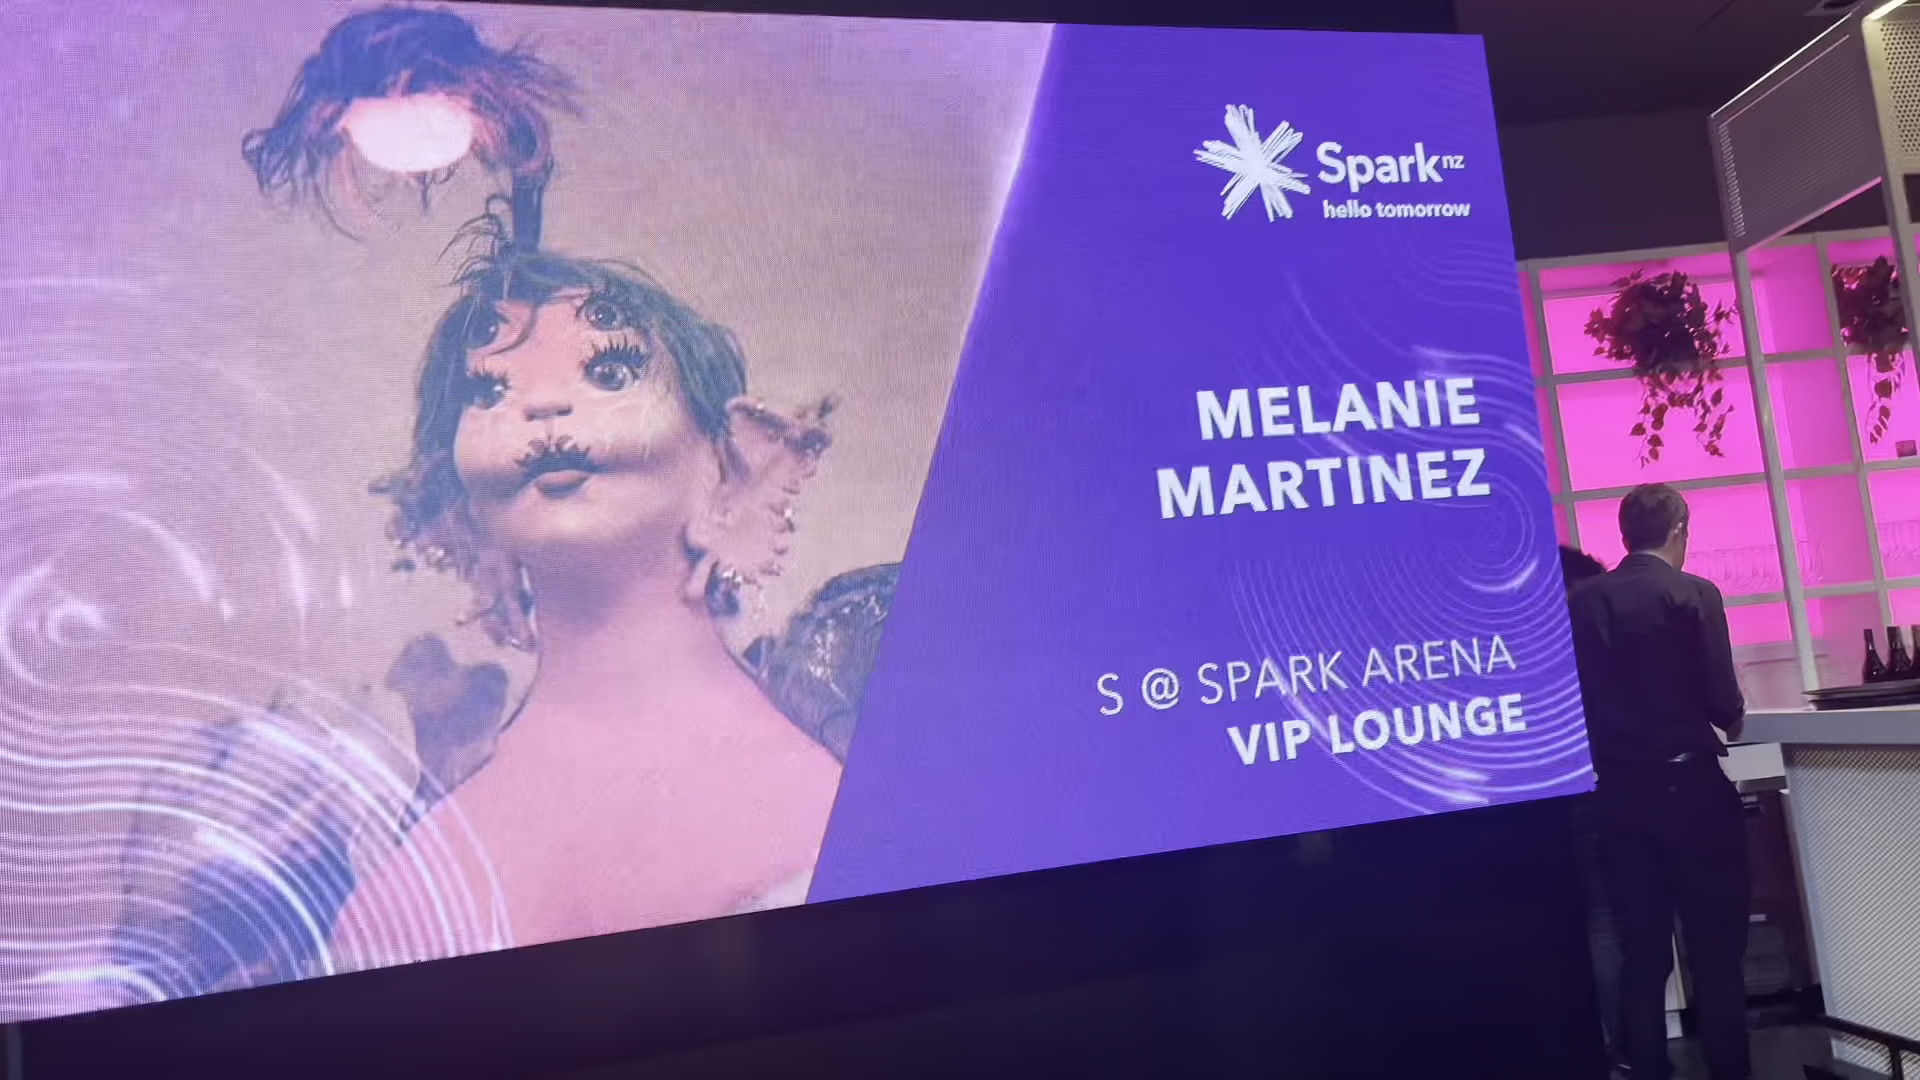 Spark nz
hello tomorrow
MELANIE
MARTINEZ
S @ SPARK ARENA
VIP LOUNGE